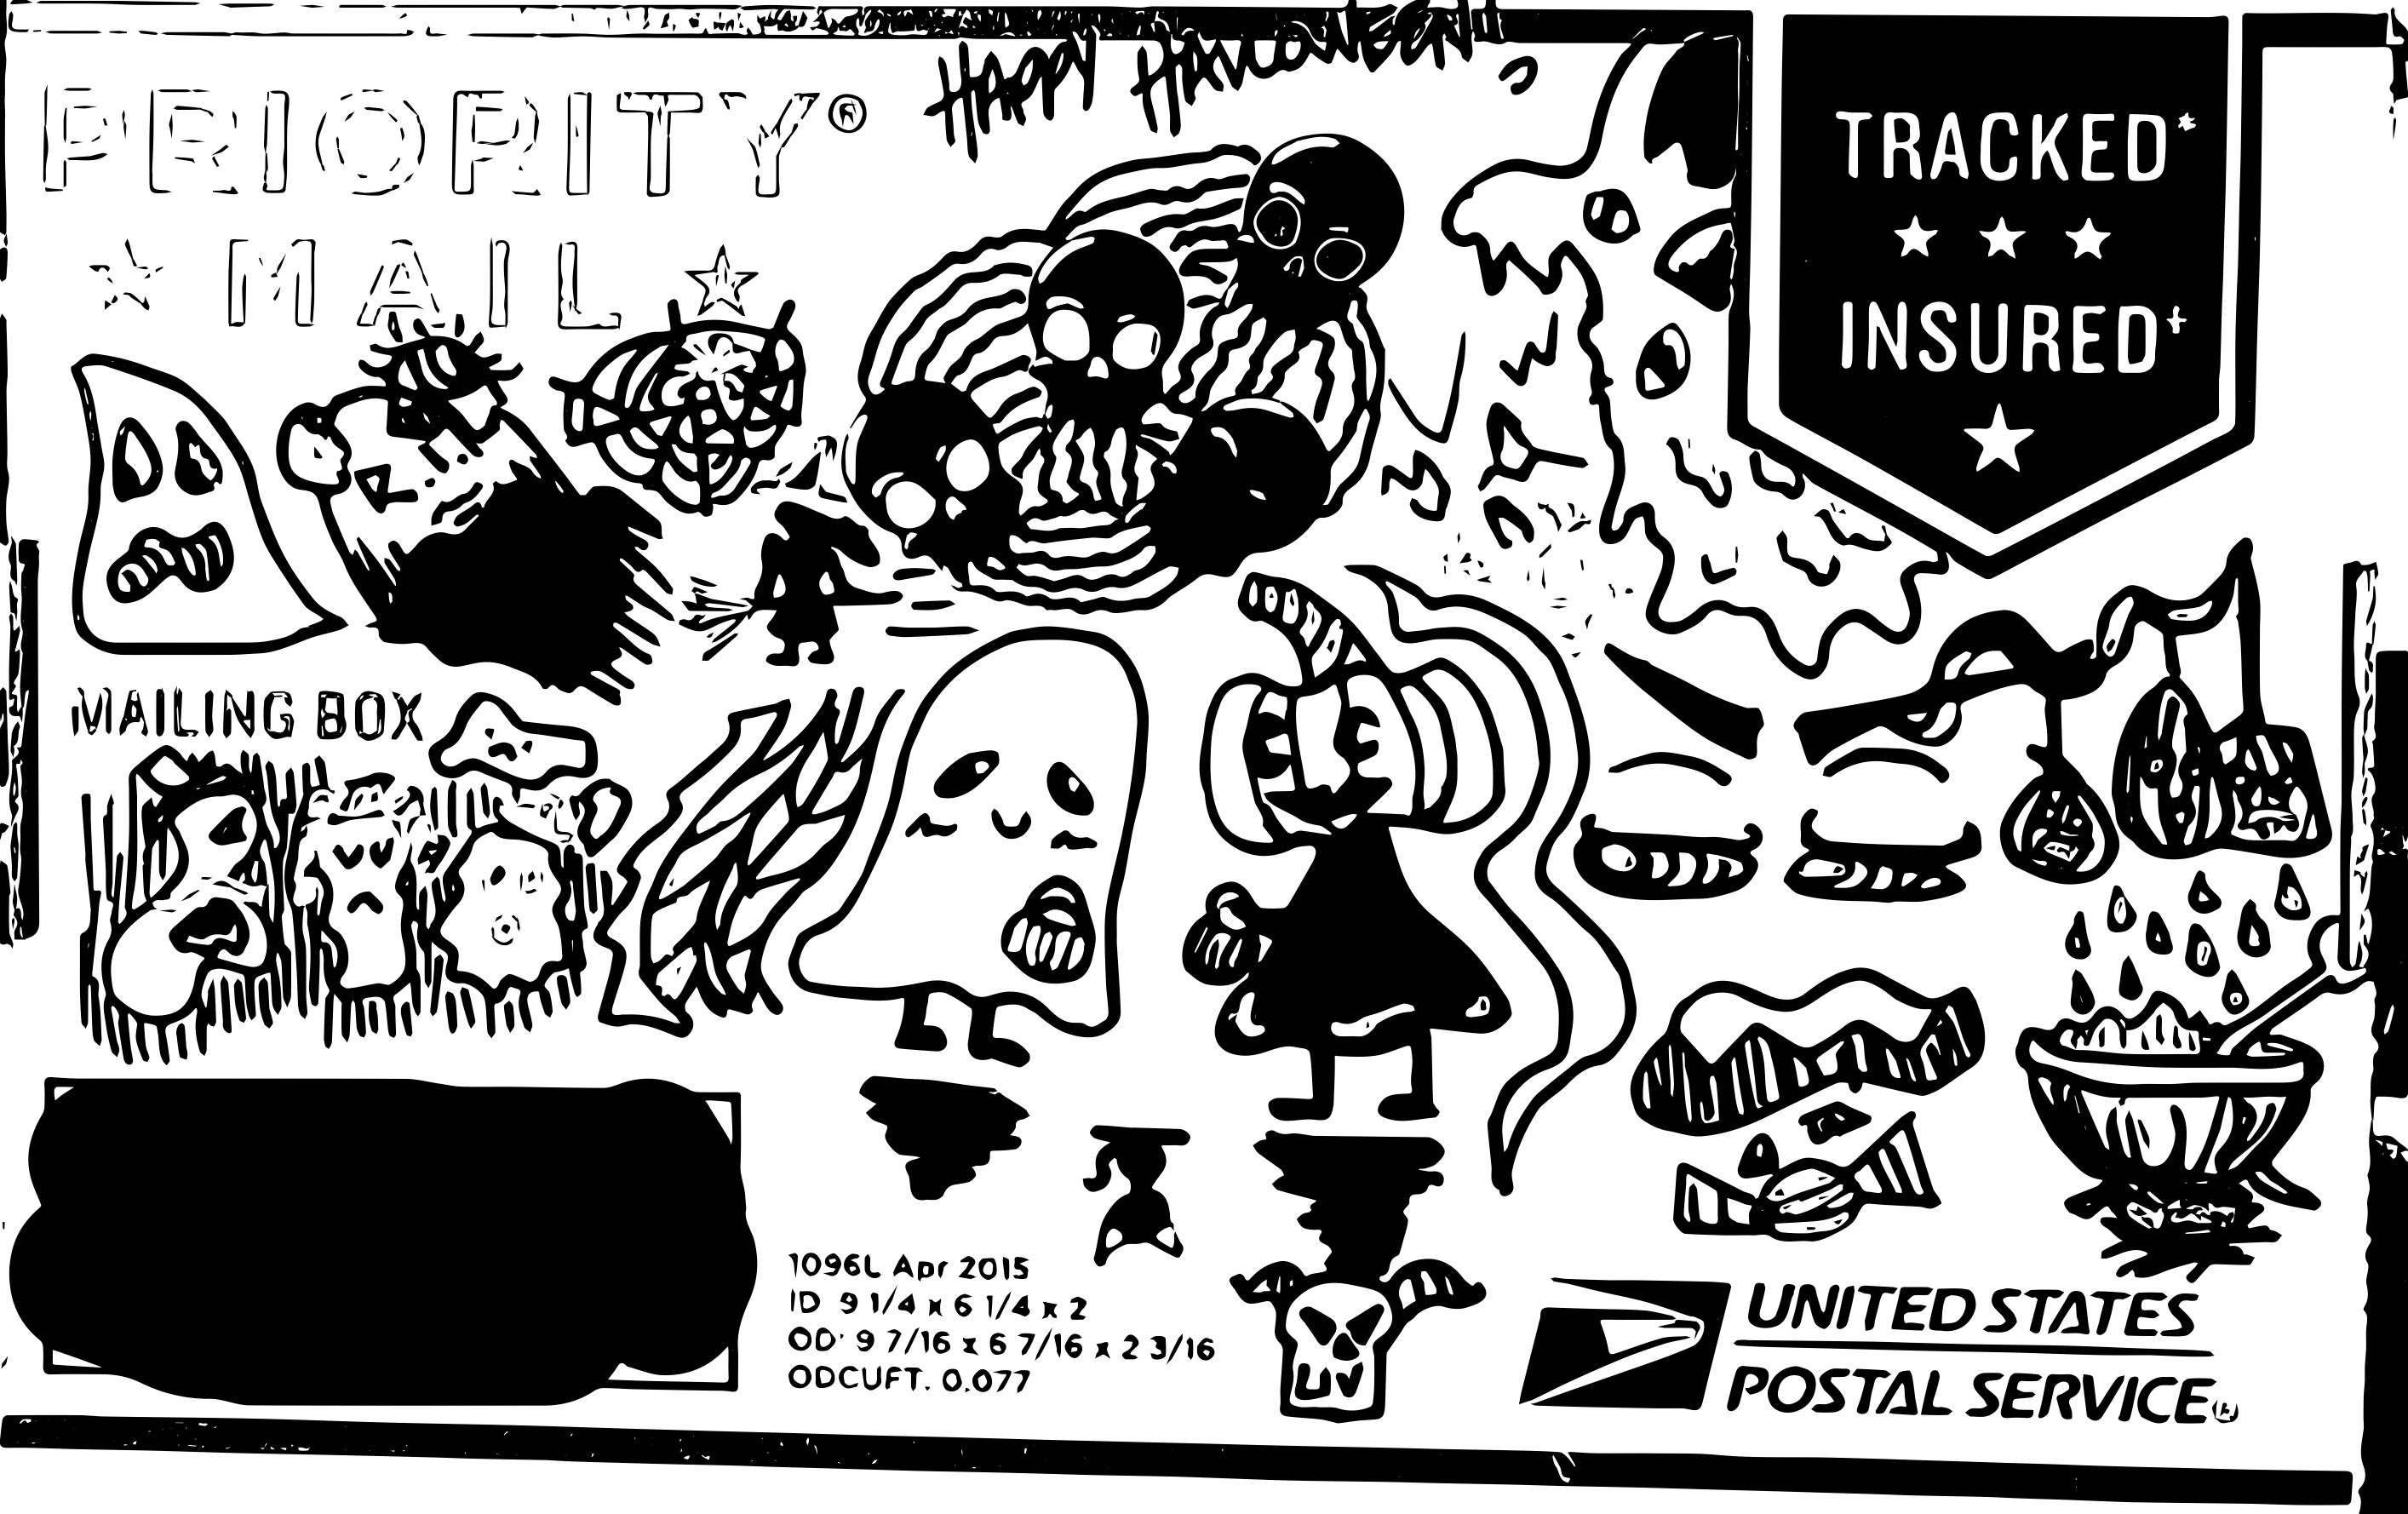 HAPPY HALLOWEEN
PRIORITY®
MAIL
TRACKED*
INSURED*
MAILING BOX
1096L Apr 2015
ID 9 1/4 x 6 1/4 x 2
OD: 9 7/16 x 6 7/16 x 2 3/16
ODCUFT. 0.077
UNITED STATES
POSTAL SERVICE®